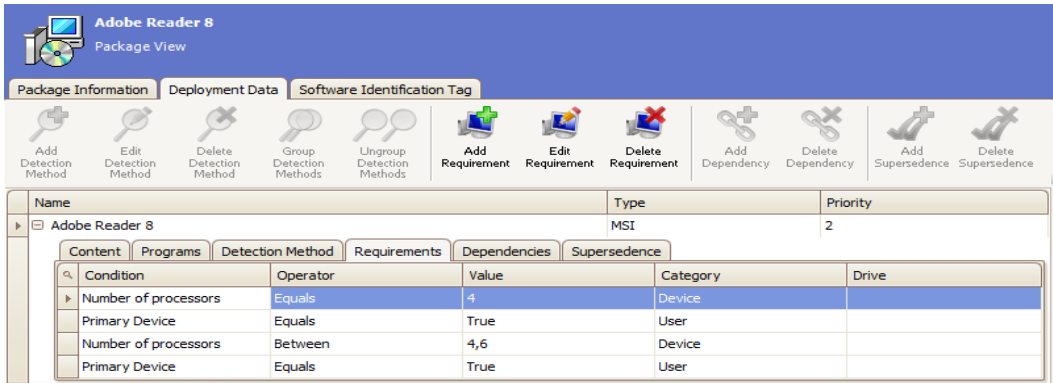 Adobe Reader 8
Package View
Package Information Deployment Data Software Identification Tag
Add Detection Method
Edit Detection Method
Delete Detection Method
Group Detection Methods
Ungroup Detection Methods
Add Requirement
Edit Requirement
Delete Requirement
Add Dependency
Delete Dependency
Add Supersedence
Delete Supersedence
Name Type Priority
Adobe Reader 8 MSI 2
Content Programs Detection Method Requirements Dependencies Supersedence
Condition Operator Value Category Drive
Number of processors Equals 4 Device
Primary Device Equals True User
Number of processors Between 4,6 Device
Primary Device Equals True User